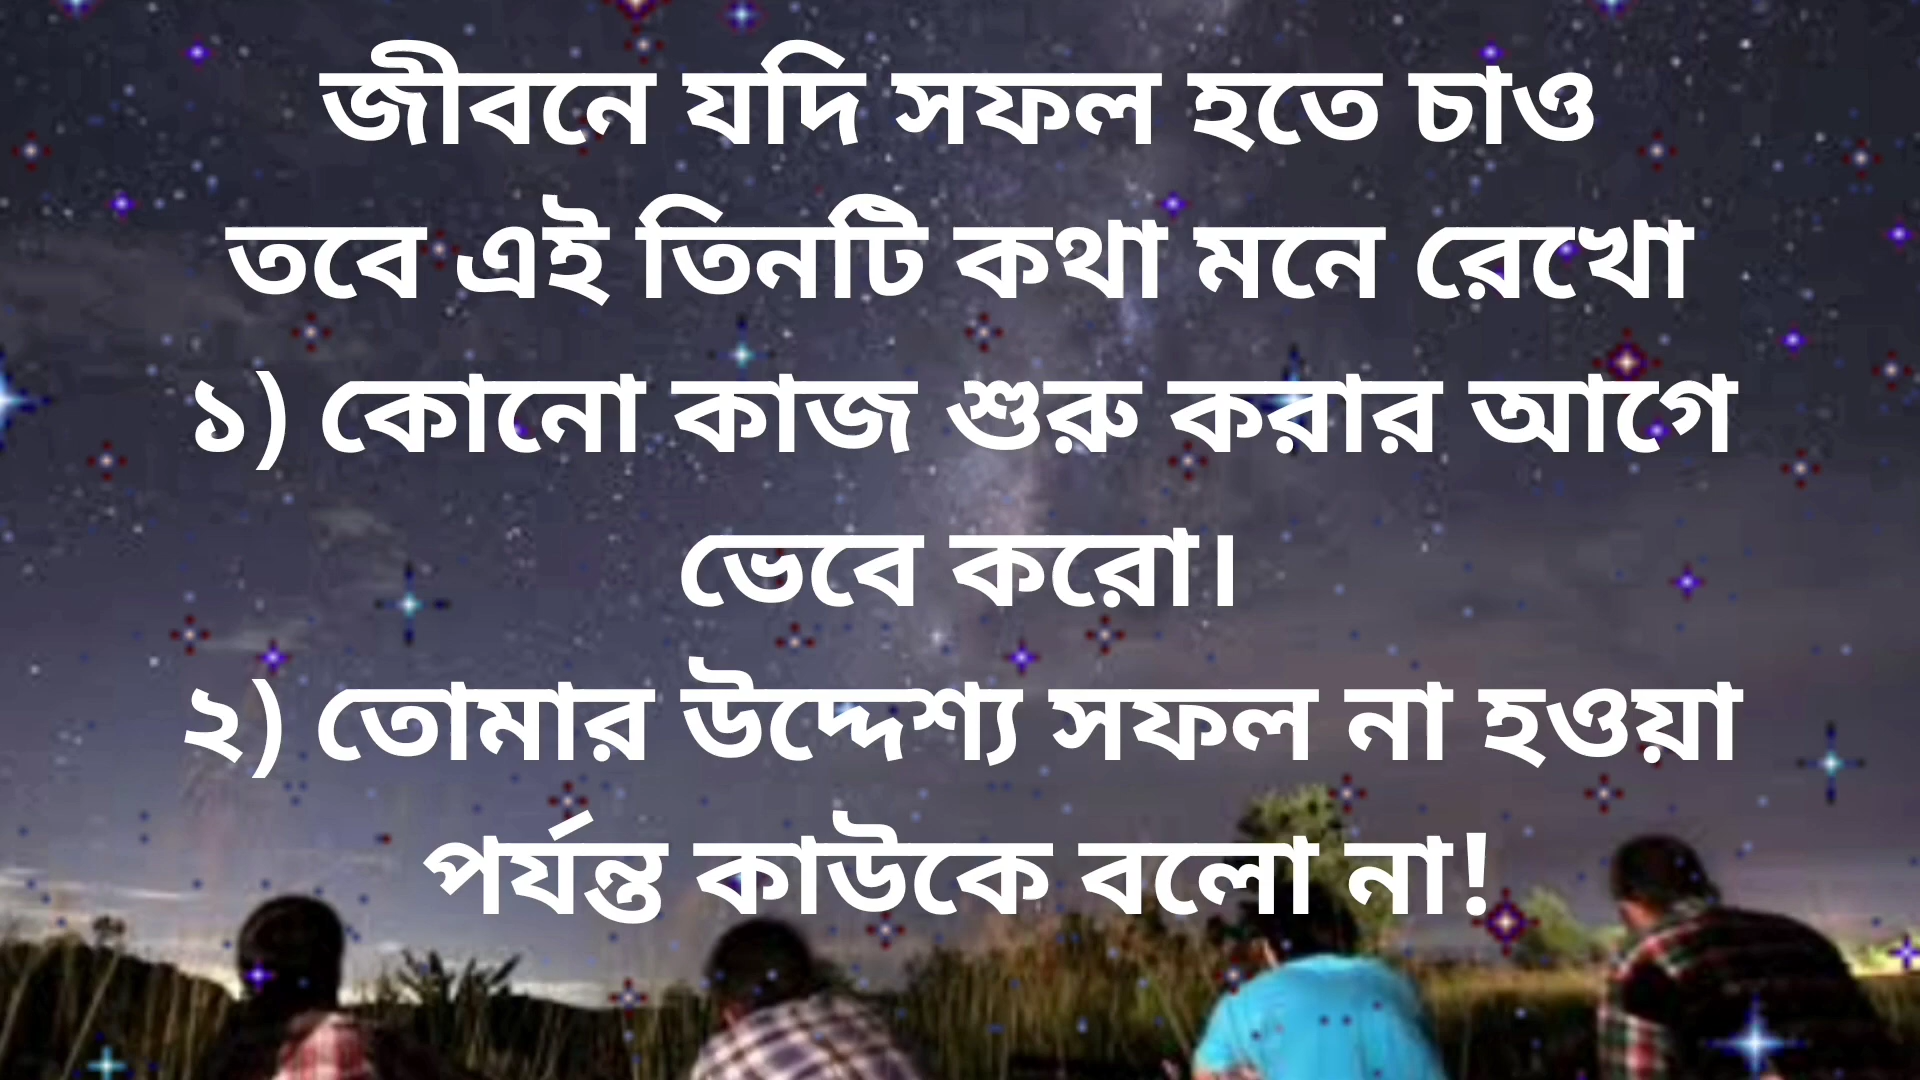 জীবনে যদি সফল হতে চাও
তবে এই তিনটি কথা মনে রেখো
১) কোনো কাজ শুরু করার আগে
ভেবে করো।
২) তোমার উদ্দেশ্য সফল না হওয়া
পর্যন্ত কাউকে বলো না!